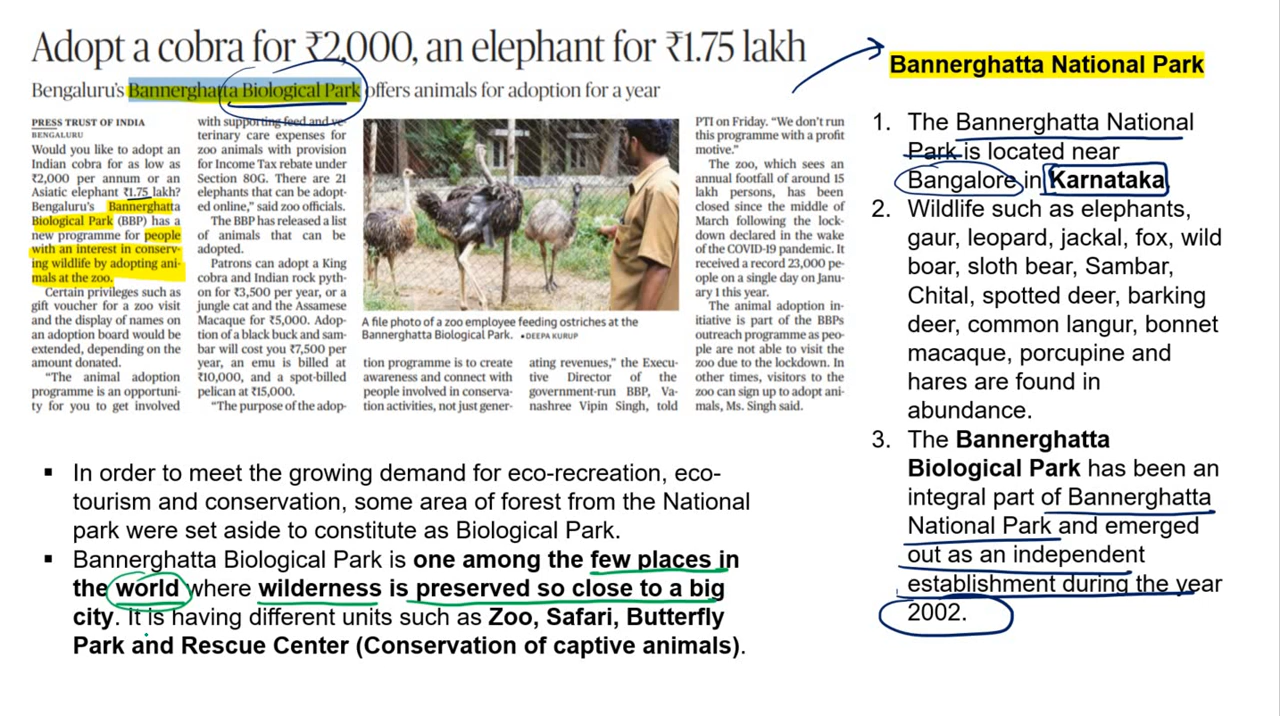 Adopt a cobra for ₹2,000, an elephant for ₹1.75 lakh
Bengaluru's Bannerghatta Biological Park offers animals for adoption for a year
PRESS TRUST OF INDIA
BENGALURU
Would you like to adopt an
Indian cobra for as low as
₹2,000 per annum or an
Asiatic elephant ₹1.75 lakh?
Bengaluru's Bannerghatta
Biological Park (BBP) has a
new programme for people
with an interest in conserv-
ing wildlife by adopting ani-
mals at the zoo.
Certain privileges such as
gift voucher for a zoo visit
and the display of names on
an adoption board would be
extended, depending on the
amount donated.
"The animal adoption
programme is an opportuni-
ty for you to get involved
with supporting feed and ve-
terinary care expenses for
zoo animals with provision
for Income Tax rebate under
Section 80G. There are 21
elephants that can be adopt-
ed online," said zoo officials.
The BBP has released a list
of animals that can be
adopted.
Patrons can adopt a King
cobra and Indian rock pyth-
on for ₹3,500 per year, or a
jungle cat and the Assamese
Macaque for ₹5,000. Adop-
tion of a black buck and sam-
bar will cost you ₹7,500 per
year, an emu is billed at
₹10,000, and a spot-billed
pelican at ₹15,000.
"The purpose of the adop-
A file photo of a zoo employee feeding ostriches at the
Bannerghatta Biological Park. •DEEPA KURUP
tion programme is to create
awareness and connect with
people involved in conserva-
tion activities, not just gener-
ating revenues," the Execu-
tive Director of the
government-run BBP, Va-
nashree Vipin Singh, told
PTI on Friday. "We don't run
this programme with a profit
motive."
The zoo, which sees an
annual footfall of around 15
lakh persons, has been
closed since the middle of
March following the lock-
down declared in the wake
of the COVID-19 pandemic. It
received a record 23,000 pe-
ople on a single day on Janu-
ary 1 this year.
The animal adoption in-
itiative is part of the BBPs
outreach programme as peo-
ple are not able to visit the
zoo due to the lockdown. In
other times, visitors to the
zoo can sign up to adopt ani-
mals, Ms. Singh said.
▪ In order to meet the growing demand for eco-recreation, eco-
tourism and conservation, some area of forest from the National
park were set aside to constitute as Biological Park.
▪ Bannerghatta Biological Park is one among the few places in
the world where wilderness is preserved so close to a big
city. It is having different units such as Zoo, Safari, Butterfly
Park and Rescue Center (Conservation of captive animals).
Bannerghatta National Park
1. The Bannerghatta National
Park is located near
Bangalore in Karnataka
2. Wildlife such as elephants,
gaur, leopard, jackal, fox, wild
boar, sloth bear, Sambar,
Chital, spotted deer, barking
deer, common langur, bonnet
macaque, porcupine and
hares are found in
abundance.
3. The Bannerghatta
Biological Park has been an
integral part of Bannerghatta
National Park and emerged
out as an independent
establishment during the year
2002.